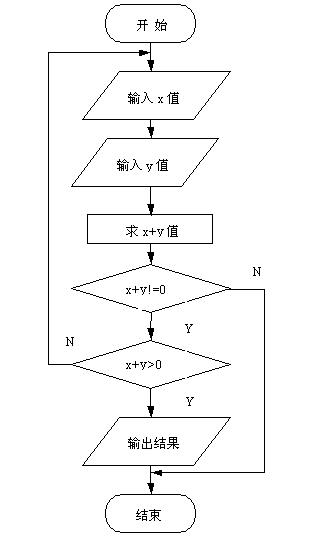 开 始
输入 x 值
输入 y 值
求 x+y 值
x+y!=0
N
Y
N
x+y>0
Y
输出结果
结束